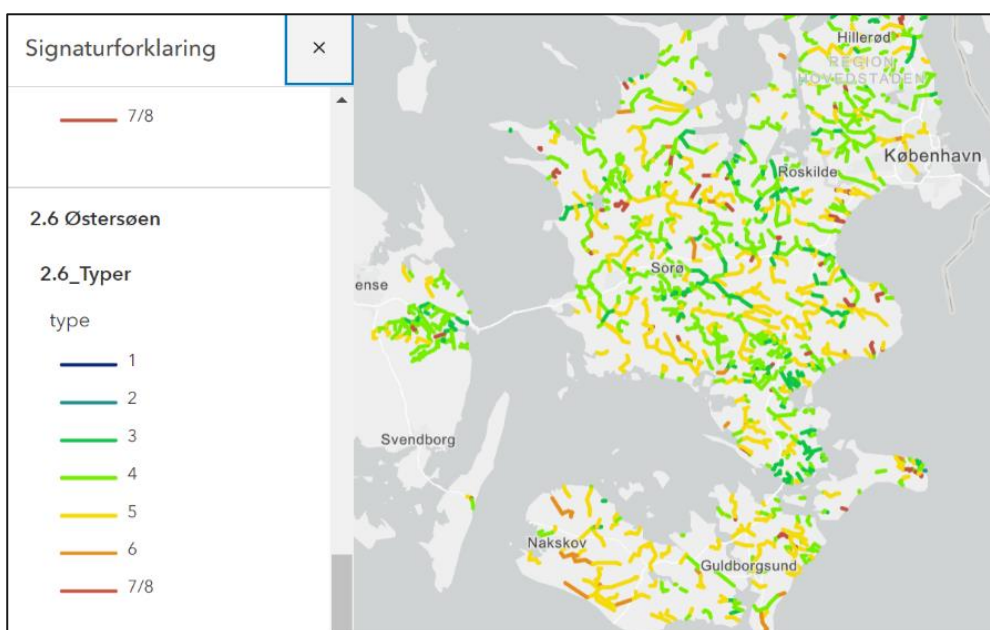 Signaturforklaring
×
7/8
2.6 Østersøen
2.6_Typer
type
1
2
3
4
5
6
7/8
Hillerød
REGION
HOVEDSTADEN
København
Roskilde
Sorø
ense
Svendborg
Nakskov
Guldborgsund